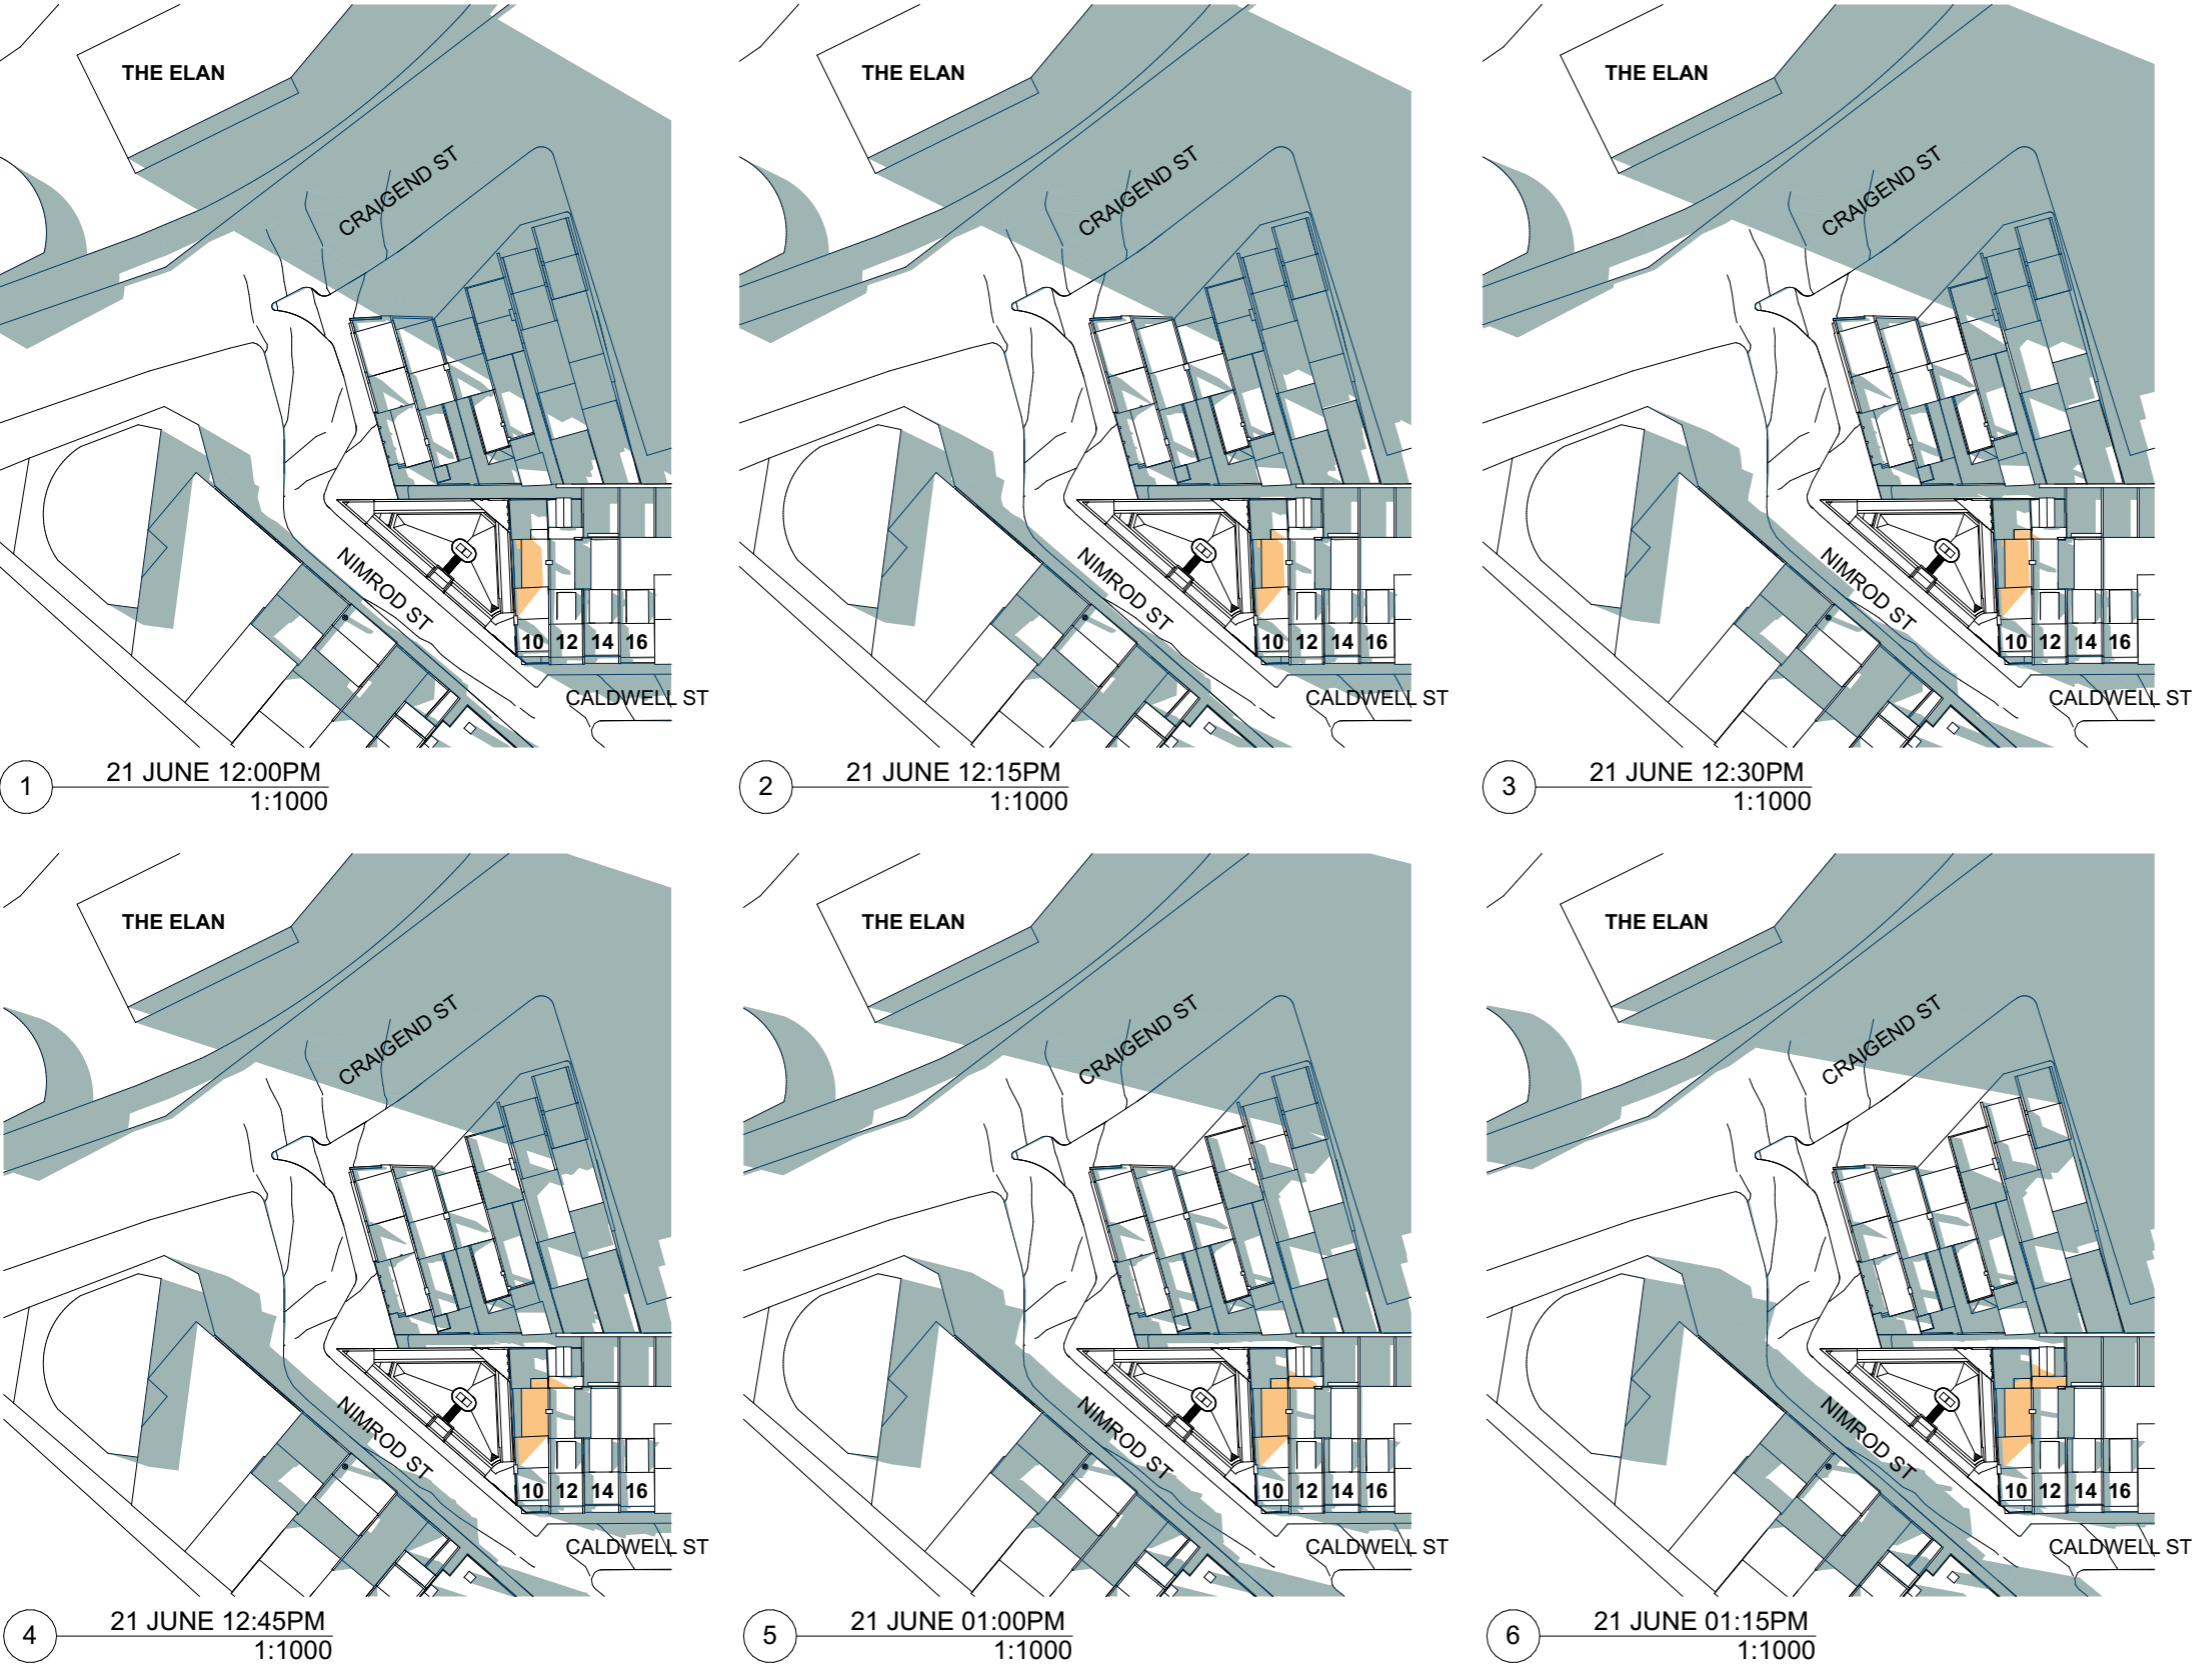 THE ELAN
CRAIGEND ST
NIMROD ST
10 12 14 16
CALDWELL ST
1
21 JUNE 12:00PM
1:1000
THE ELAN
CRAIGEND ST
NIMROD ST
10 12 14 16
CALDWELL ST
2
21 JUNE 12:15PM
1:1000
THE ELAN
CRAIGEND ST
NIMROD ST
10 12 14 16
CALDWELL ST
3
21 JUNE 12:30PM
1:1000
THE ELAN
CRAIGEND ST
NIMROD ST
10 12 14 16
CALDWELL ST
4
21 JUNE 12:45PM
1:1000
THE ELAN
CRAIGEND ST
NIMROD ST
10 12 14 16
CALDWELL ST
5
21 JUNE 01:00PM
1:1000
THE ELAN
CRAIGEND ST
NIMROD ST
10 12 14 16
CALDWELL ST
6
21 JUNE 01:15PM
1:1000